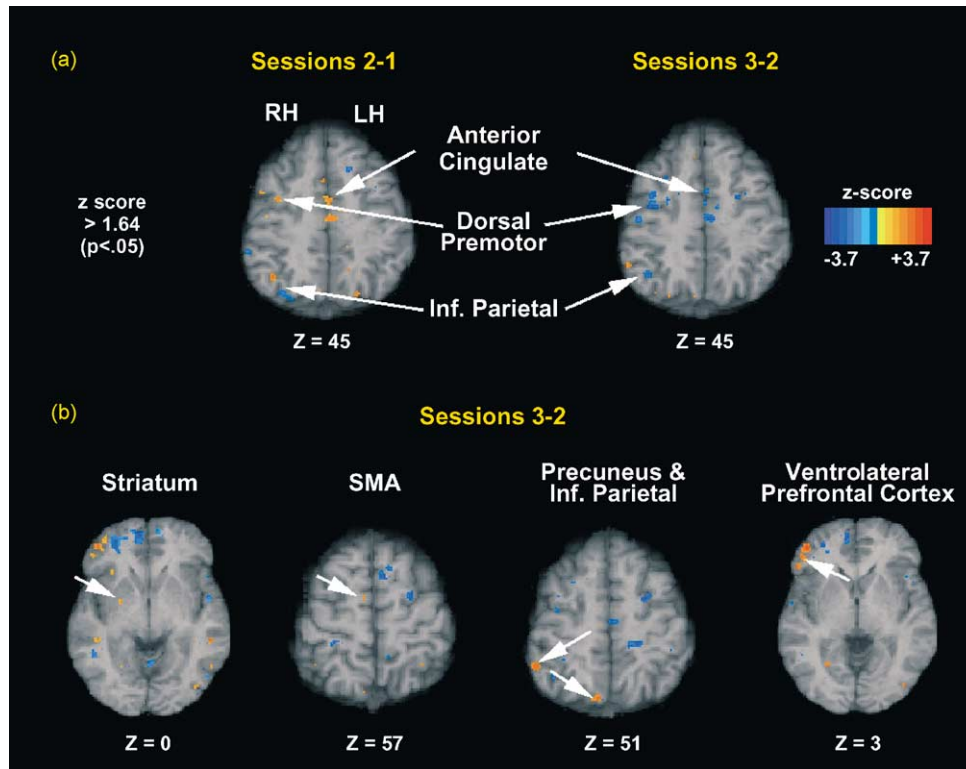 (a)
Sessions 2-1
Sessions 3-2
RH
LH
Anterior
Cingulate
z score
> 1.64
(p<.05)
Dorsal
Premotor
z-score
-3.7
+3.7
Inf. Parietal
Z = 45
Z = 45
(b)
Sessions 3-2
Striatum
SMA
Precuneus &
Inf. Parietal
Ventrolateral
Prefrontal Cortex
Z = 0
Z = 57
Z = 51
Z = 3